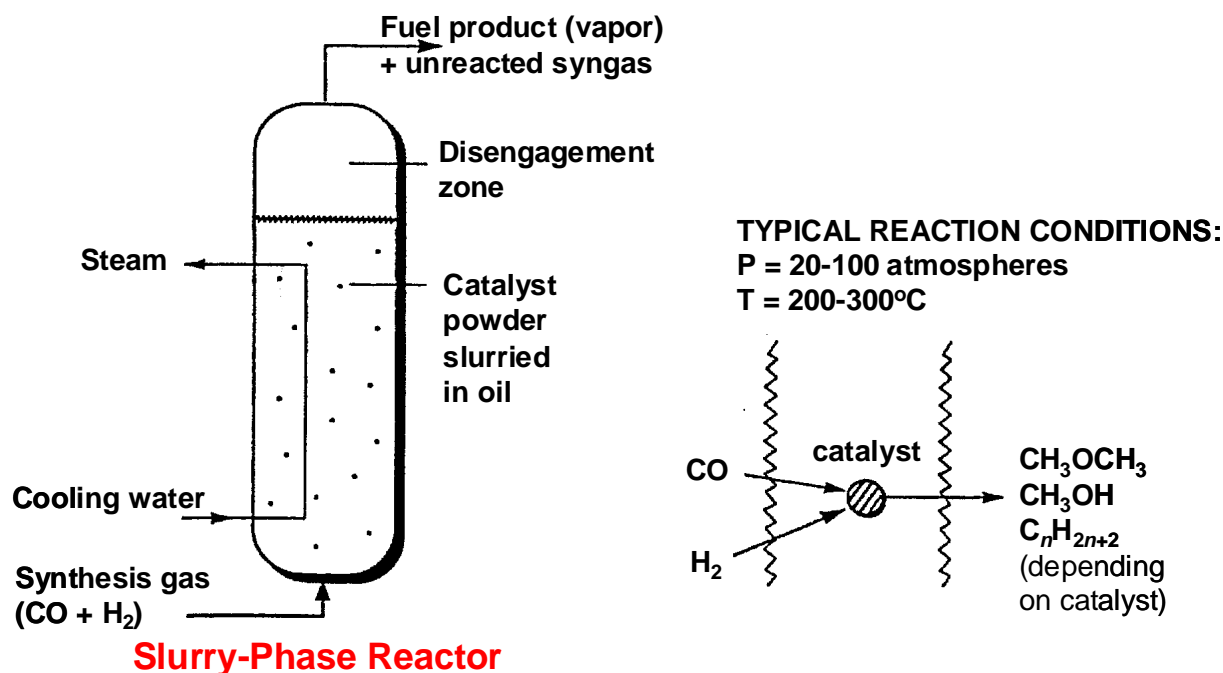 Fuel product (vapor)
+ unreacted syngas
Disengagement
zone
Steam
Catalyst
powder
slurried
in oil
Cooling water
Synthesis gas
(CO + H₂)
Slurry-Phase Reactor
TYPICAL REACTION CONDITIONS:
P = 20-100 atmospheres
T = 200-300°C
CO
catalyst
H₂
CH₃OCH₃
CH₃OH
CₙH₂ₙ₊₂
(depending
on catalyst)